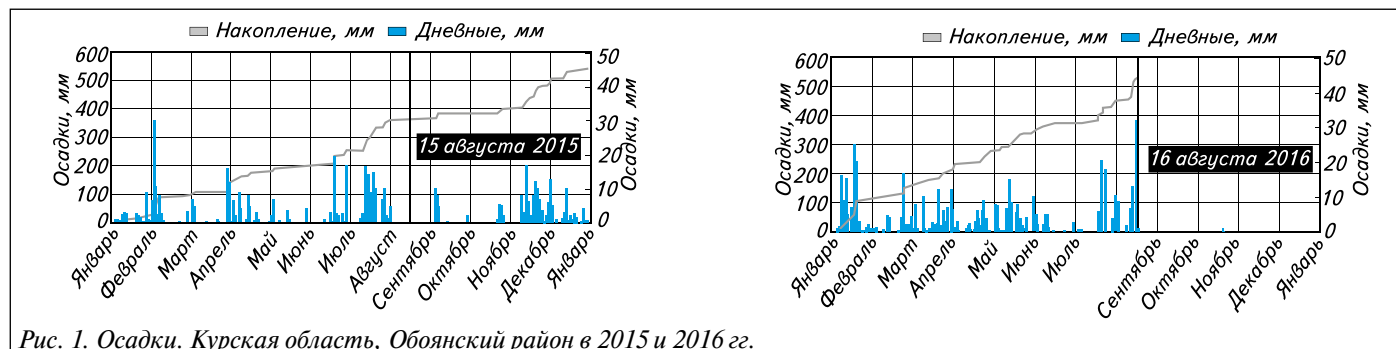 Накопление, мм Дневные, мм
Осадки, мм
600
500
400
300
200
100
0
50
40
30
20
10
0
Осадки, мм
15 августа 2015
Январь
Февраль
Март
Апрель
Май
Июнь
Июль
Август
Сентябрь
Октябрь
Ноябрь
Декабрь
Январь
Накопление, мм Дневные, мм
Осадки, мм
600
500
400
300
200
100
0
50
40
30
20
10
0
Осадки, мм
16 августа 2016
Январь
Февраль
Март
Апрель
Май
Июнь
Июль
Сентябрь
Октябрь
Ноябрь
Декабрь
Январь
Рис. 1. Осадки. Курская область, Обоянский район в 2015 и 2016 гг.